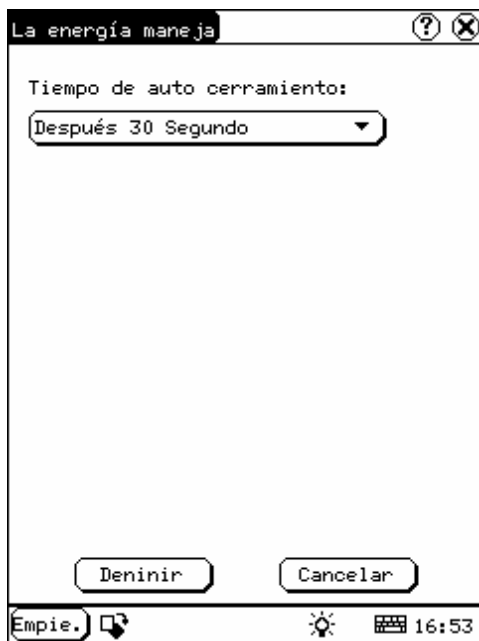 La energía maneja
Tiempo de auto cerramiento:
Después 30 Segundo
Deninir Cancelar
Empie. 16:53